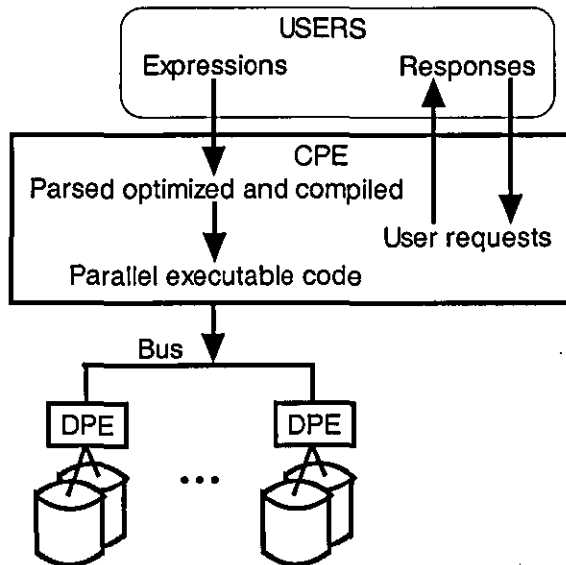 USERS
Expressions Responses
CPE
Parsed optimized and compiled
User requests
Parallel executable code
Bus
DPE DPE
...